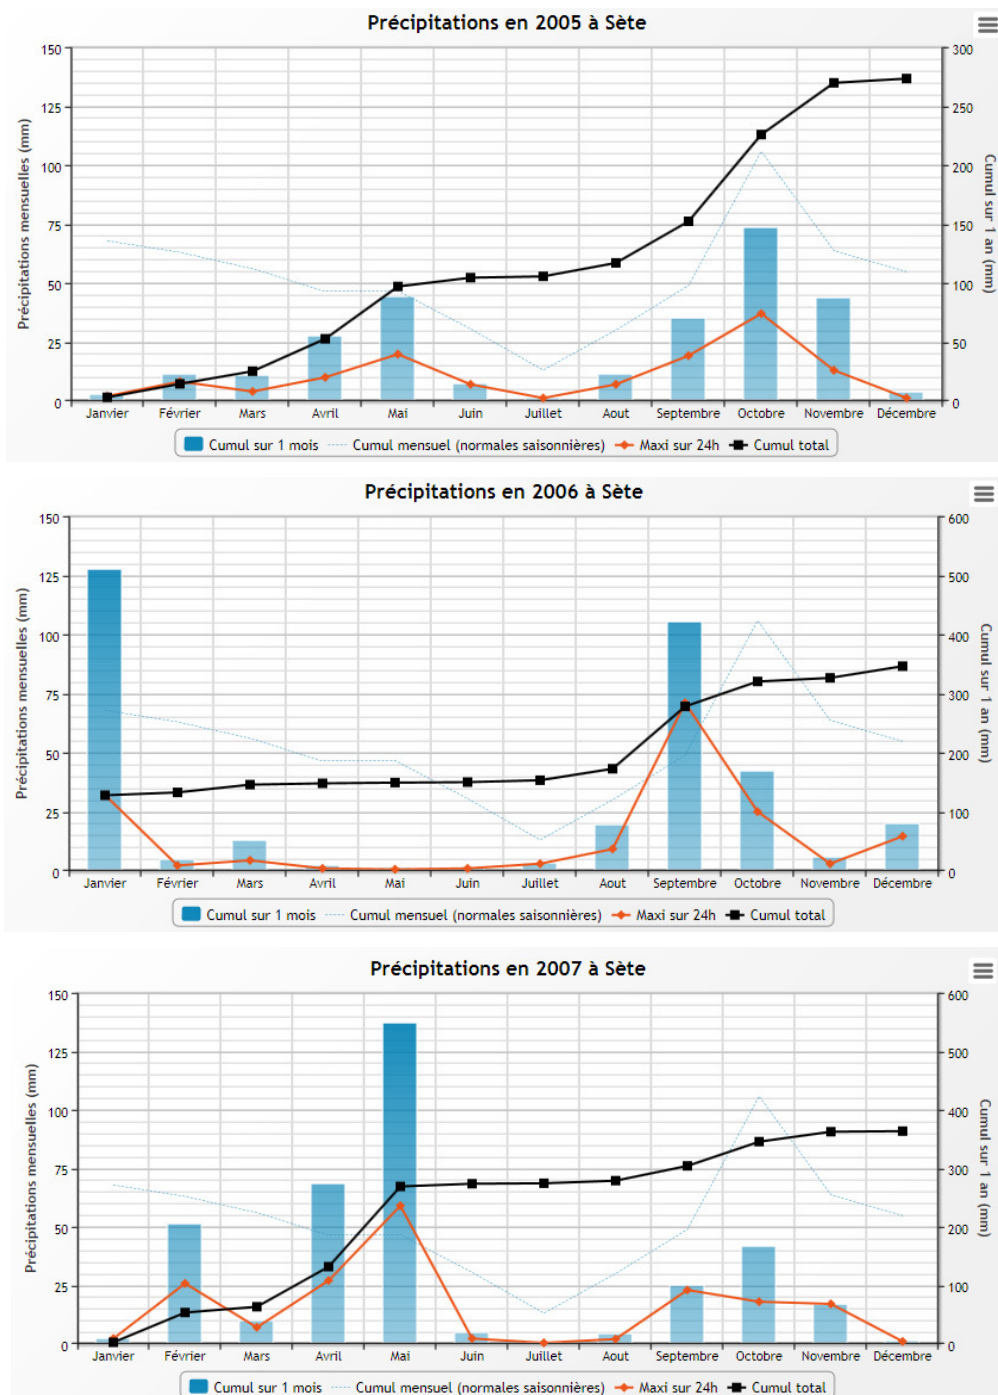 Précipitations en 2005 à Sète
Précipitations mensuelles (mm)
150
125
100
75
50
25
0
300
250
200
150
100
50
0
Cumul sur 1 an (mm)
Janvier Février Mars Avril Mai Juin Juillet Aout Septembre Octobre Novembre Décembre
Cumul sur 1 mois Cumul mensuel (normales saisonnières) Maxi sur 24h Cumul total
Précipitations en 2006 à Sète
Précipitations mensuelles (mm)
150
125
100
75
50
25
0
600
500
400
300
200
100
0
Cumul sur 1 an (mm)
Janvier Février Mars Avril Mai Juin Juillet Aout Septembre Octobre Novembre Décembre
Cumul sur 1 mois Cumul mensuel (normales saisonnières) Maxi sur 24h Cumul total
Précipitations en 2007 à Sète
Précipitations mensuelles (mm)
150
125
100
75
50
25
0
600
500
400
300
200
100
0
Cumul sur 1 an (mm)
Janvier Février Mars Avril Mai Juin Juillet Aout Septembre Octobre Novembre Décembre
Cumul sur 1 mois Cumul mensuel (normales saisonnières) Maxi sur 24h Cumul total